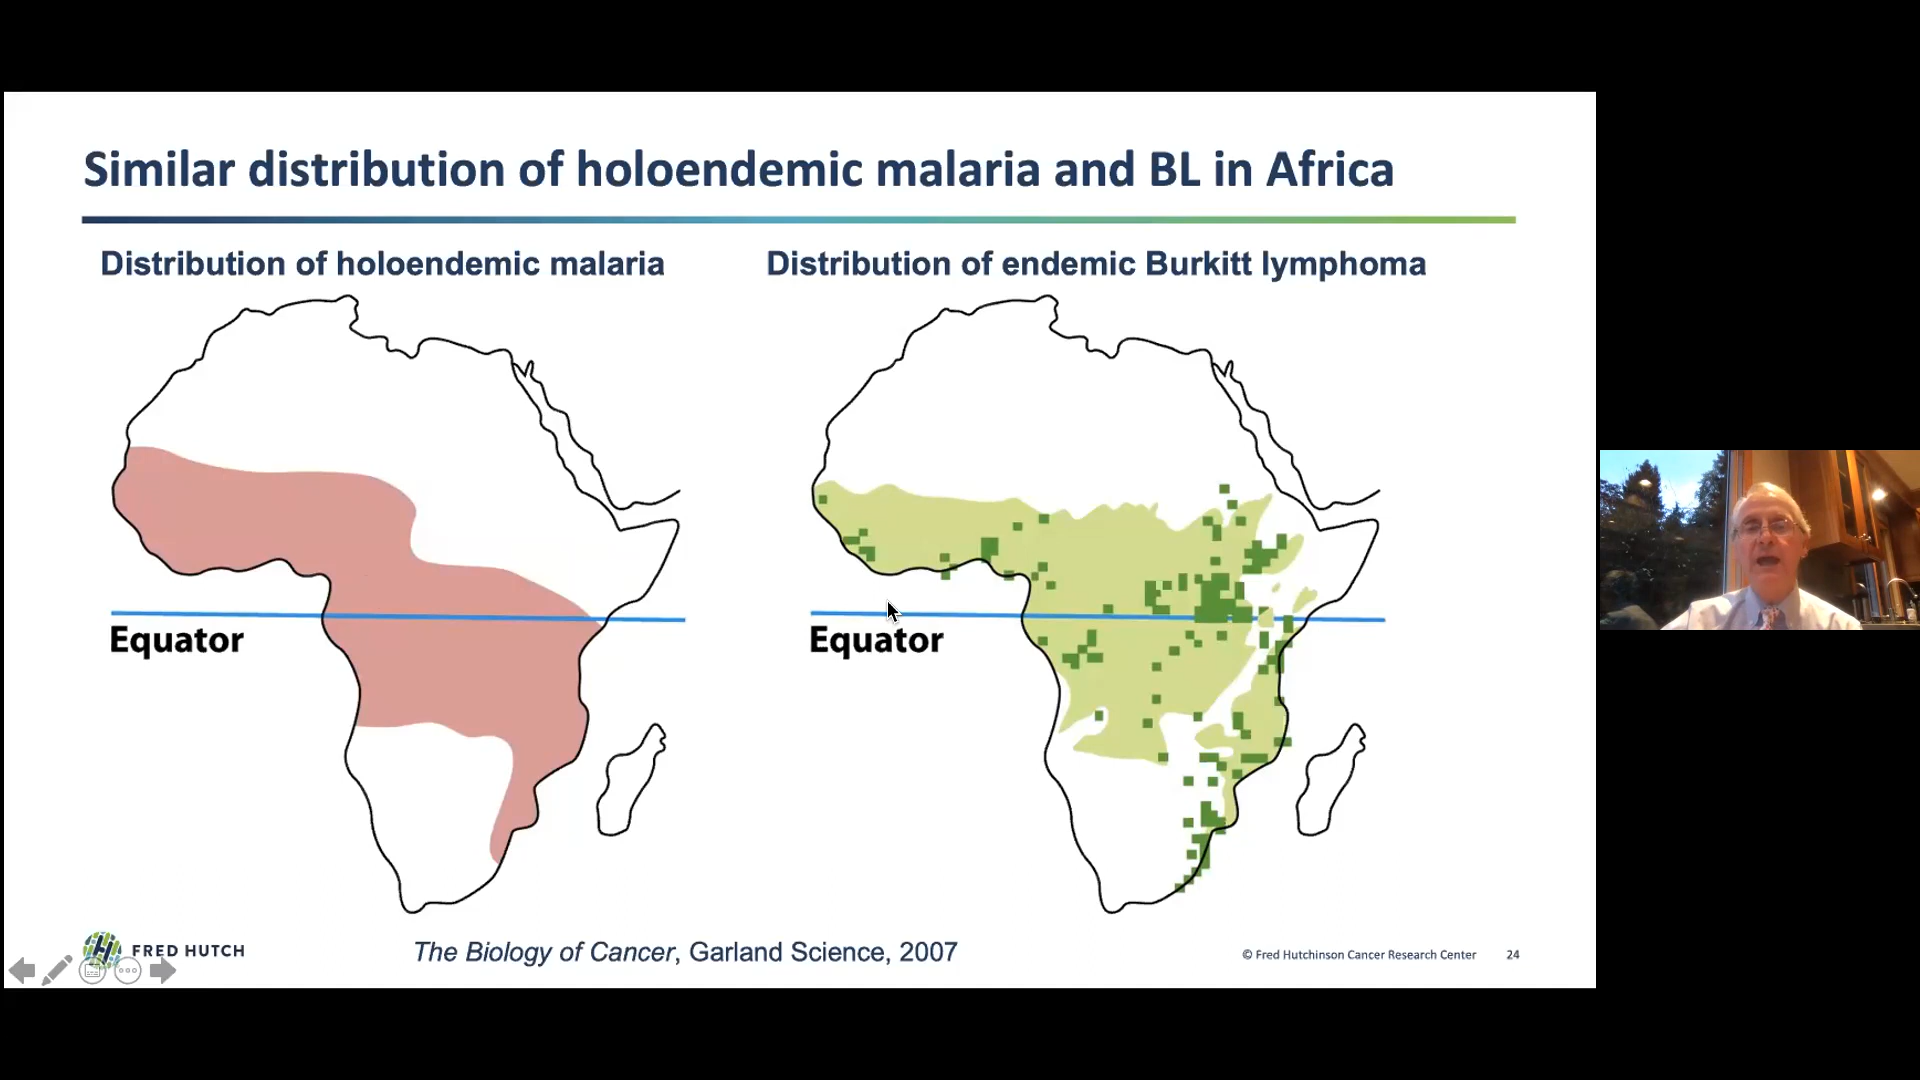 Similar distribution of holoendemic malaria and BL in Africa
Distribution of holoendemic malaria
Distribution of endemic Burkitt lymphoma
Equator
Equator
FRED HUTCH
The Biology of Cancer, Garland Science, 2007
© Fred Hutchinson Cancer Research Center
24